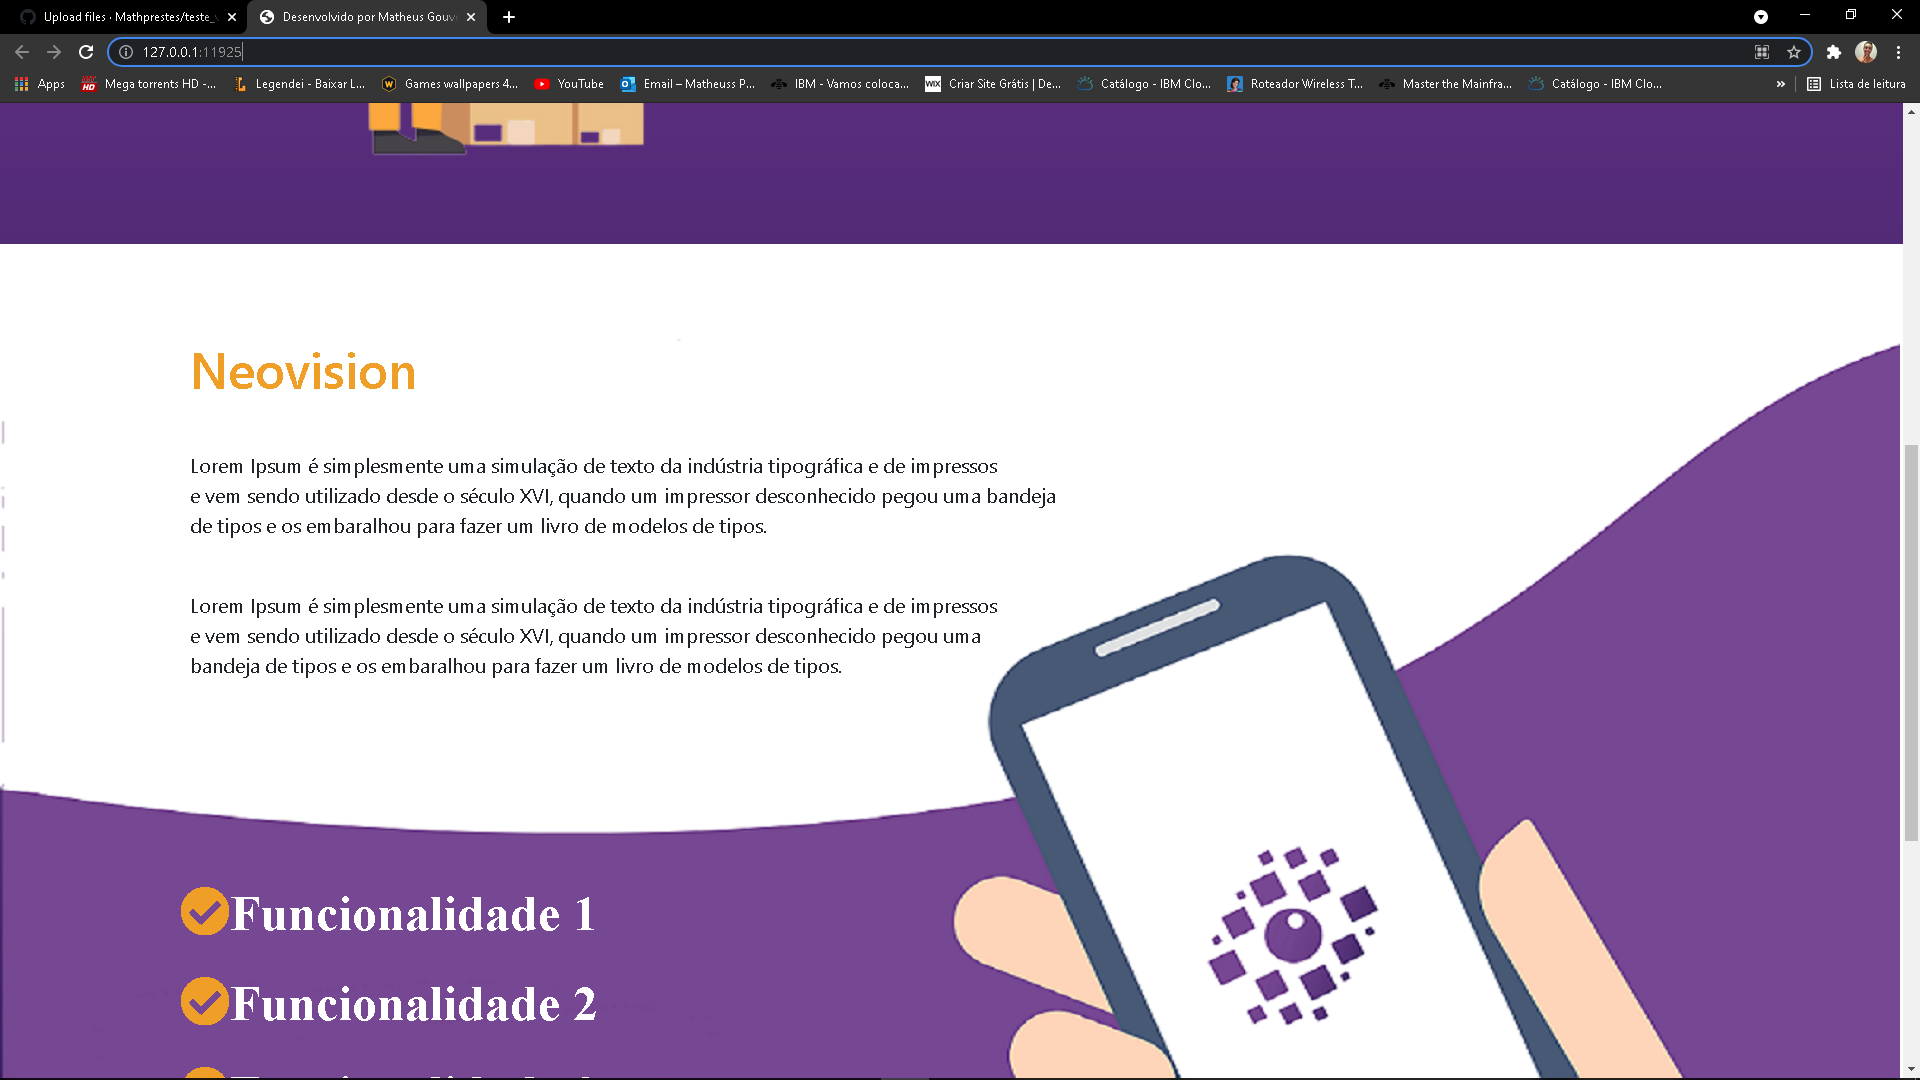 Upload files · Mathprestes/teste_
Desenvolvido por Matheus Gouv
127.0.0.1:11925
Apps
Mega torrents HD -...
Legendei - Baixar L...
Games wallpapers 4...
YouTube
Email – Matheuss P...
IBM - Vamos coloca...
WIX
Criar Site Grátis | De...
Catálogo - IBM Clo...
Roteador Wireless T...
Master the Mainfra...
Catálogo - IBM Clo...
»
Lista de leitura
Neovision
Lorem Ipsum é simplesmente uma simulação de texto da indústria tipográfica e de impressos
e vem sendo utilizado desde o século XVI, quando um impressor desconhecido pegou uma bandeja
de tipos e os embaralhou para fazer um livro de modelos de tipos.
Lorem Ipsum é simplesmente uma simulação de texto da indústria tipográfica e de impressos
e vem sendo utilizado desde o século XVI, quando um impressor desconhecido pegou uma
bandeja de tipos e os embaralhou para fazer um livro de modelos de tipos.
Funcionalidade 1
Funcionalidade 2